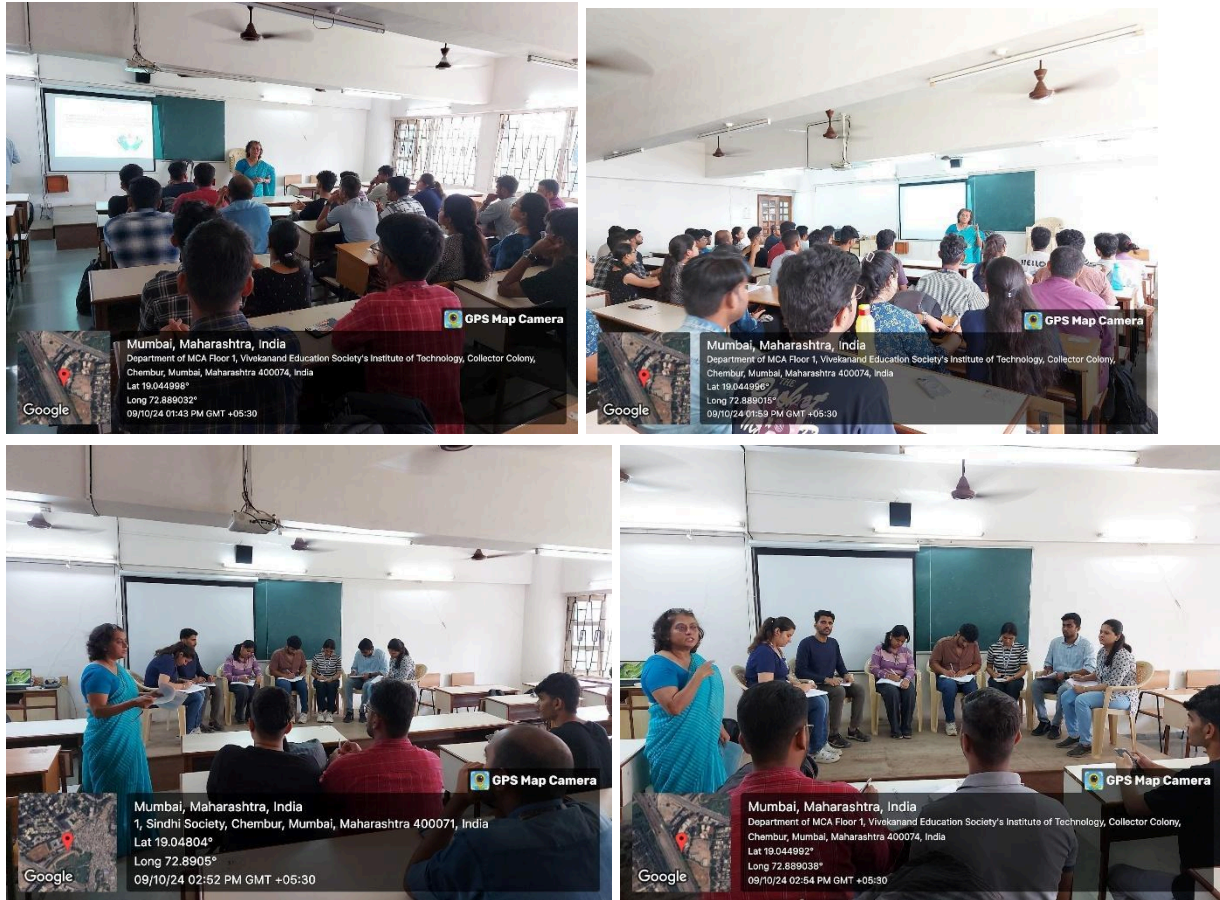 GPS Map Camera
Google
Mumbai, Maharashtra, India
Department of MCA Floor 1, Vivekanand Education Society's Institute of Technology, Collector Colony,
Chembur, Mumbai, Maharashtra 400074, India
Lat 19.044998°
Long 72.889032°
09/10/24 01:43 PM GMT +05:30
HELLO
GPS Map Camera
Google
Mumbai, Maharashtra, India
Department of MCA Floor 1, Vivekanand Education Society's Institute of Technology, Collector Colony,
Chembur, Mumbai, Maharashtra 400074, India
Lat 19.044996°
Long 72.889015°
09/10/24 01:59 PM GMT +05:30
THE
GPS Map Camera
Google
Mumbai, Maharashtra, India
1, Sindhi Society, Chembur, Mumbai, Maharashtra 400071, India
Lat 19.04804°
Long 72.8905°
09/10/24 02:52 PM GMT +05:30
GPS Map Camera
Google
Mumbai, Maharashtra, India
Department of MCA Floor 1, Vivekanand Education Society's Institute of Technology, Collector Colony,
Chembur, Mumbai, Maharashtra 400074, India
Lat 19.044992°
Long 72.889038°
09/10/24 02:54 PM GMT +05:30